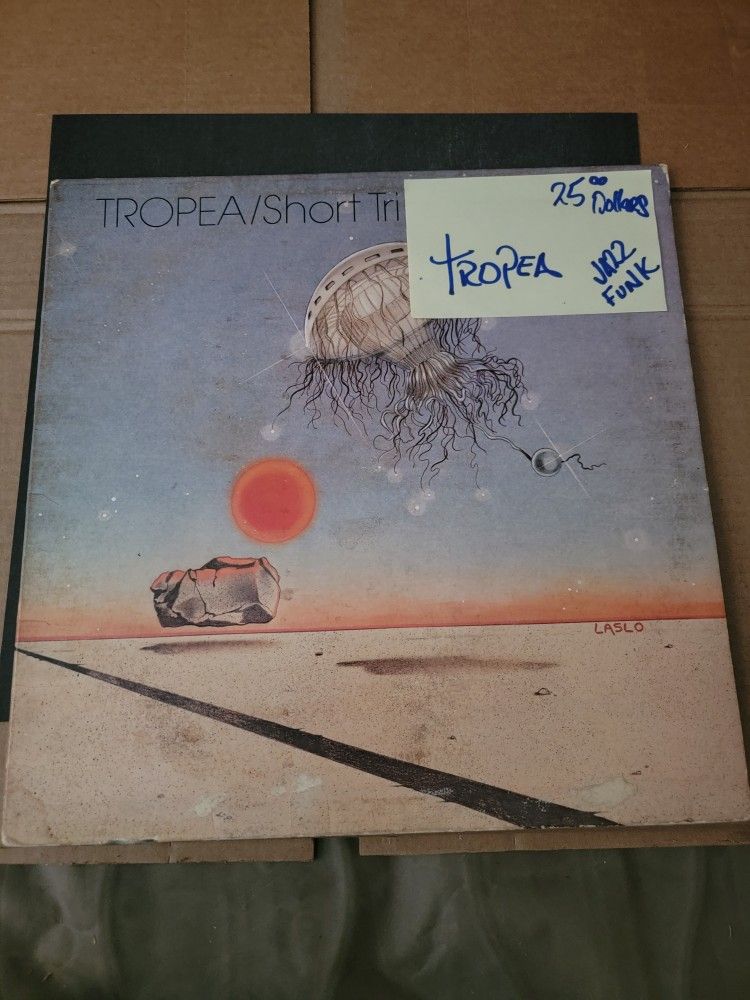 TROPEA/Short Tri
25 00
Dollars
TROPEA
JAZZ
FUNK
LASLO